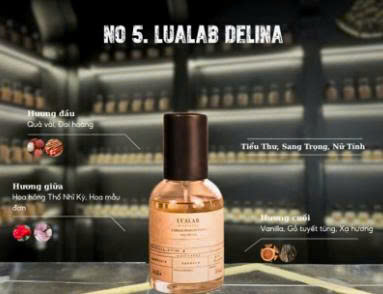 NO 5. LUALAB DELINA
Hương đầu
Quả vải, Đại hoàng
Tiểu Thư, Sang Trọng, Nữ Tính
Hương giữa
Hoa hồng Thổ Nhĩ Kỳ, Hoa mẫu
đơn
LUALAB
Hương cuối
Vanilla, Gỗ tuyết tùng, Xạ hương